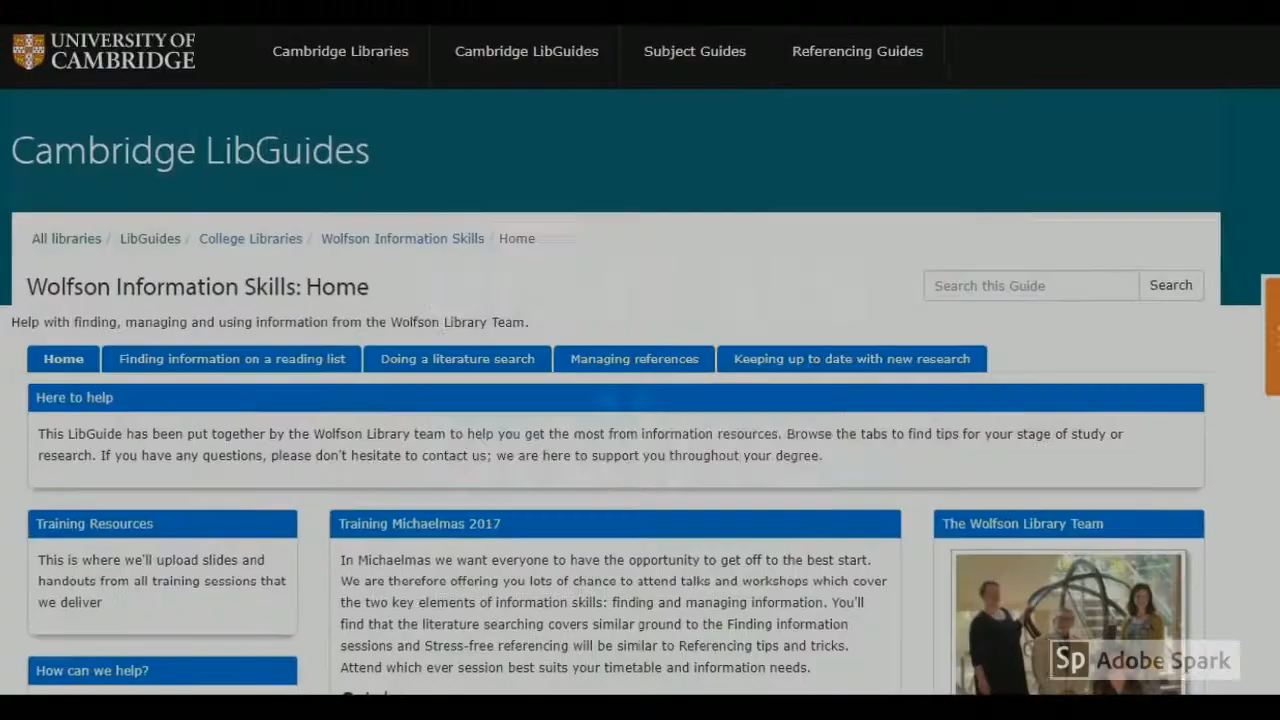 UNIVERSITY OF
CAMBRIDGE
Cambridge Libraries
Cambridge LibGuides
Subject Guides
Referencing Guides
Cambridge LibGuides
All libraries / LibGuides / College Libraries / Wolfson Information Skills / Home
Wolfson Information Skills: Home
Search this Guide
Search
Help with finding, managing and using information from the Wolfson Library Team.
Home
Finding information on a reading list
Doing a literature search
Managing references
Keeping up to date with new research
Here to help
This LibGuide has been put together by the Wolfson Library team to help you get the most from information resources. Browse the tabs to find tips for your stage of study or
research. If you have any questions, please don't hesitate to contact us; we are here to support you throughout your degree.
Training Resources
This is where we'll upload slides and
handouts from all training sessions that
we deliver
How can we help?
Training Michaelmas 2017
In Michaelmas we want everyone to have the opportunity to get off to the best start.
We are therefore offering you lots of chance to attend talks and workshops which cover
the two key elements of information skills: finding and managing information. You'll
find that the literature searching covers similar ground to the Finding information
sessions and Stress-free referencing will be similar to Referencing tips and tricks.
Attend which ever session best suits your timetable and information needs.
The Wolfson Library Team
Sp Adobe Spark